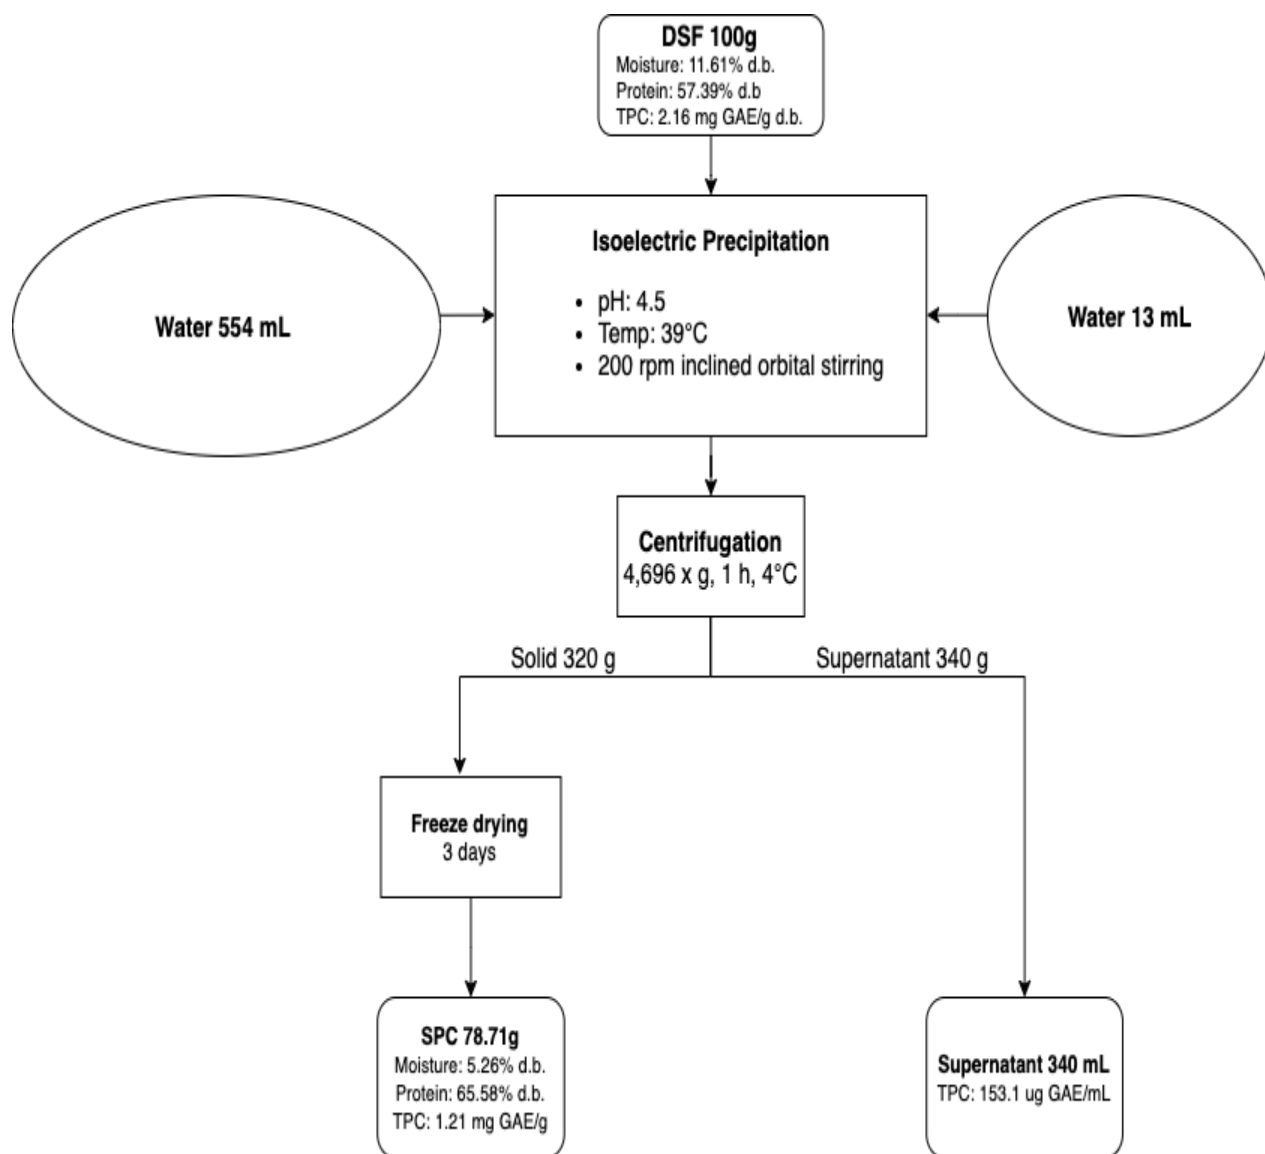 DSF 100g
Moisture: 11.61% d.b.
Protein: 57.39% d.b
TPC: 2.16 mg GAE/g d.b.
Water 554 mL
Isoelectric Precipitation
• pH: 4.5
• Temp: 39°C
• 200 rpm inclined orbital stirring
Water 13 mL
Centrifugation
4,696 x g, 1 h, 4°C
Solid 320 g
Supernatant 340 g
Freeze drying
3 days
SPC 78.71g
Moisture: 5.26% d.b.
Protein: 65.58% d.b.
TPC: 1.21 mg GAE/g
Supernatant 340 mL
TPC: 153.1 ug GAE/mL